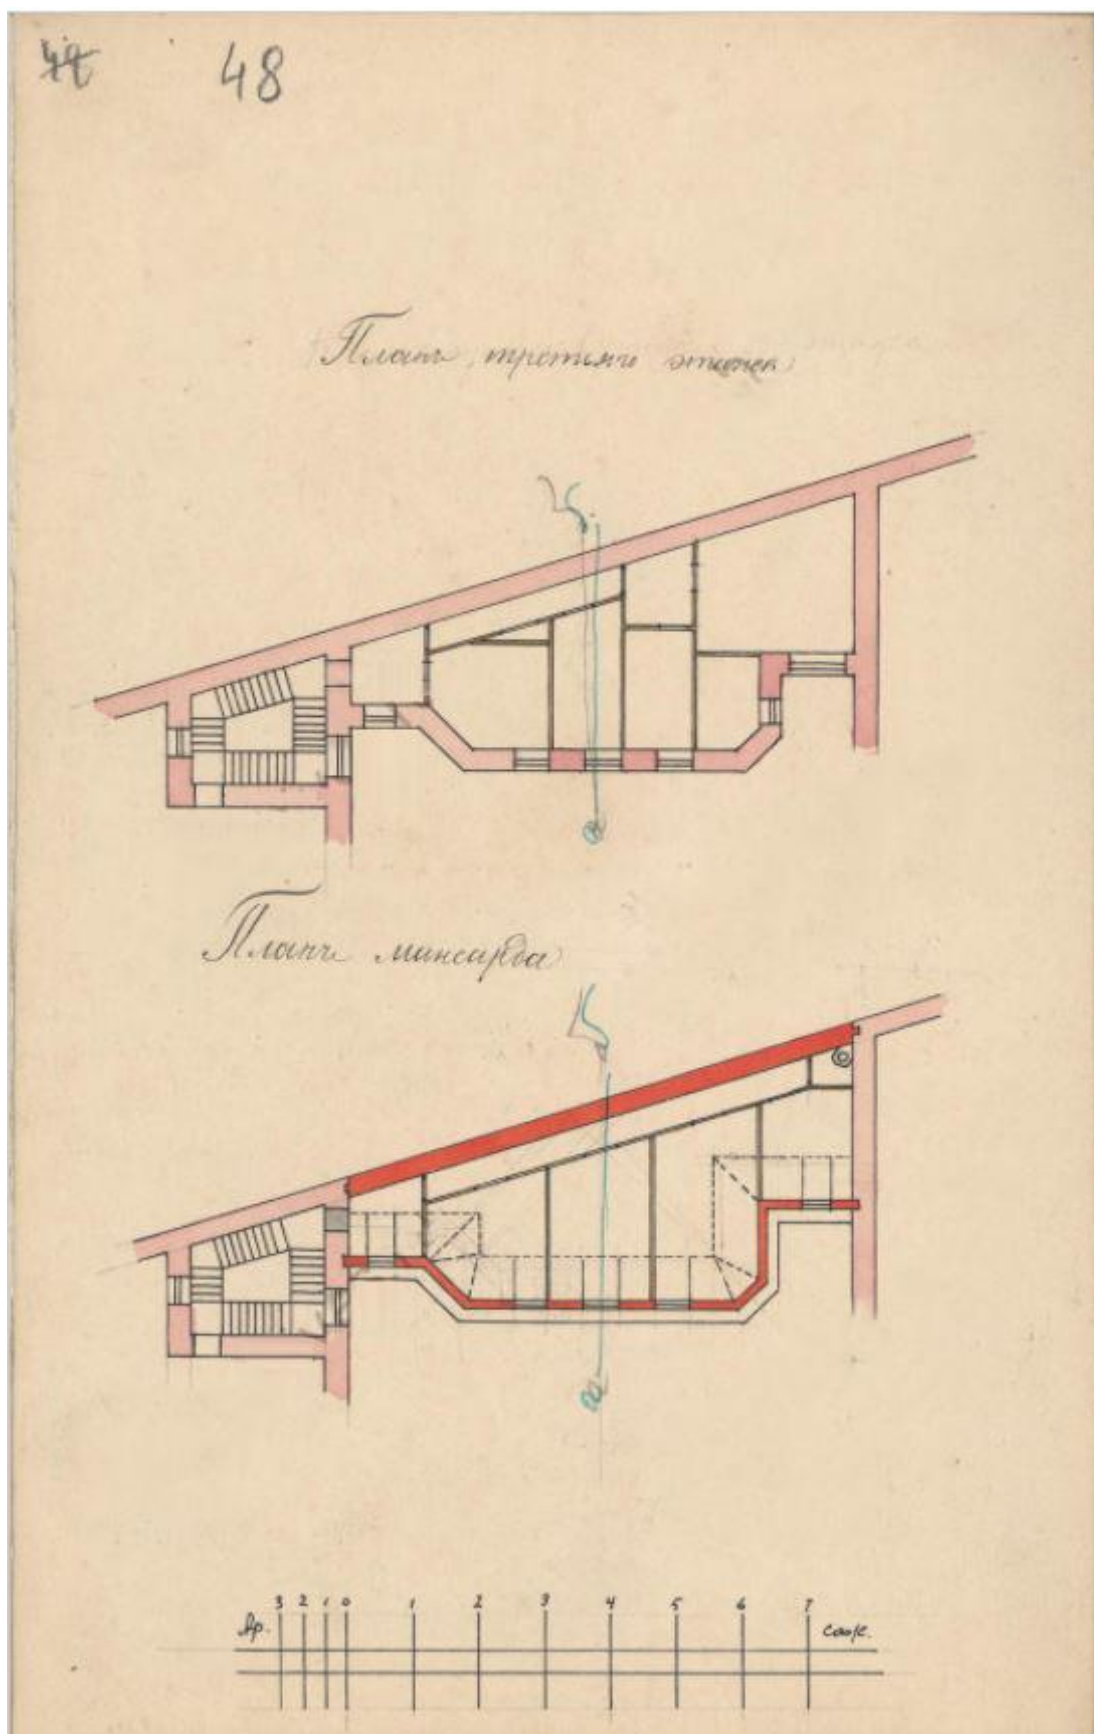 42 48
Планъ третьяго этажа
Планъ мансарда
3 2 1 0 1 2 3 4 5 6 7
Ар. саж.